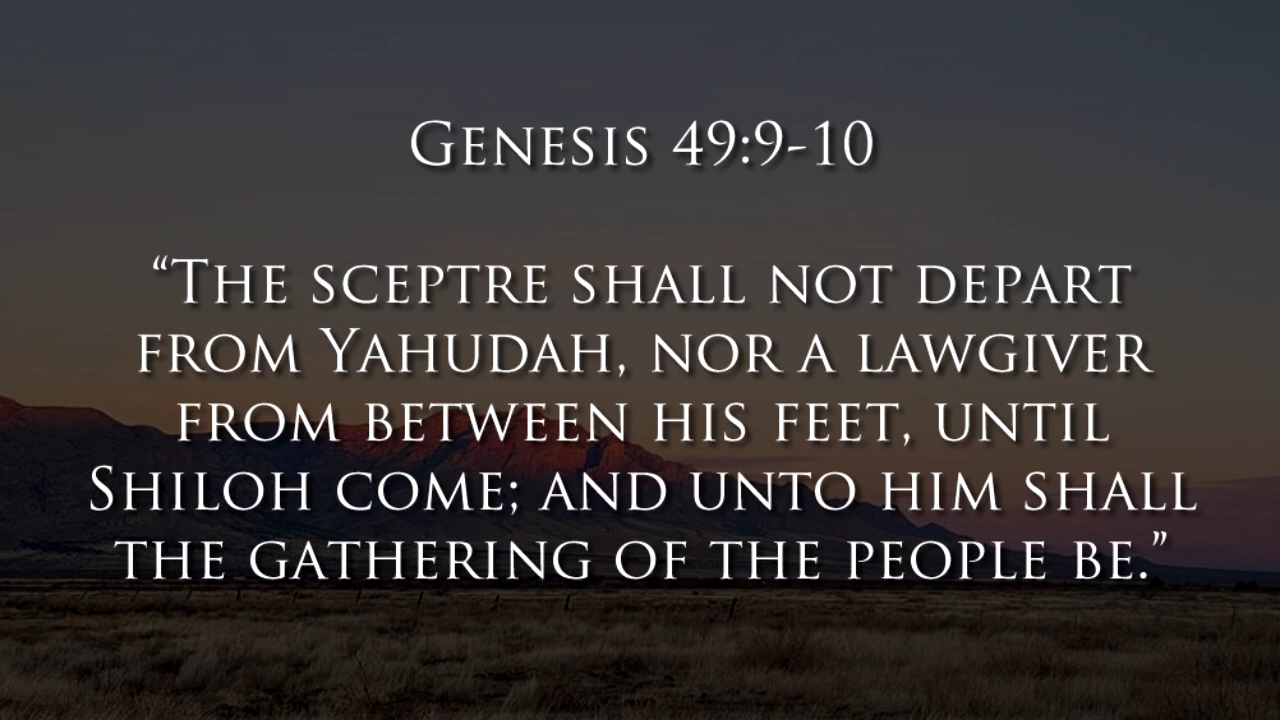 Genesis 49:9-10
“The sceptre shall not depart
from Yahudah, nor a lawgiver
from between his feet, until
Shiloh come; and unto him shall
the gathering of the people be.”